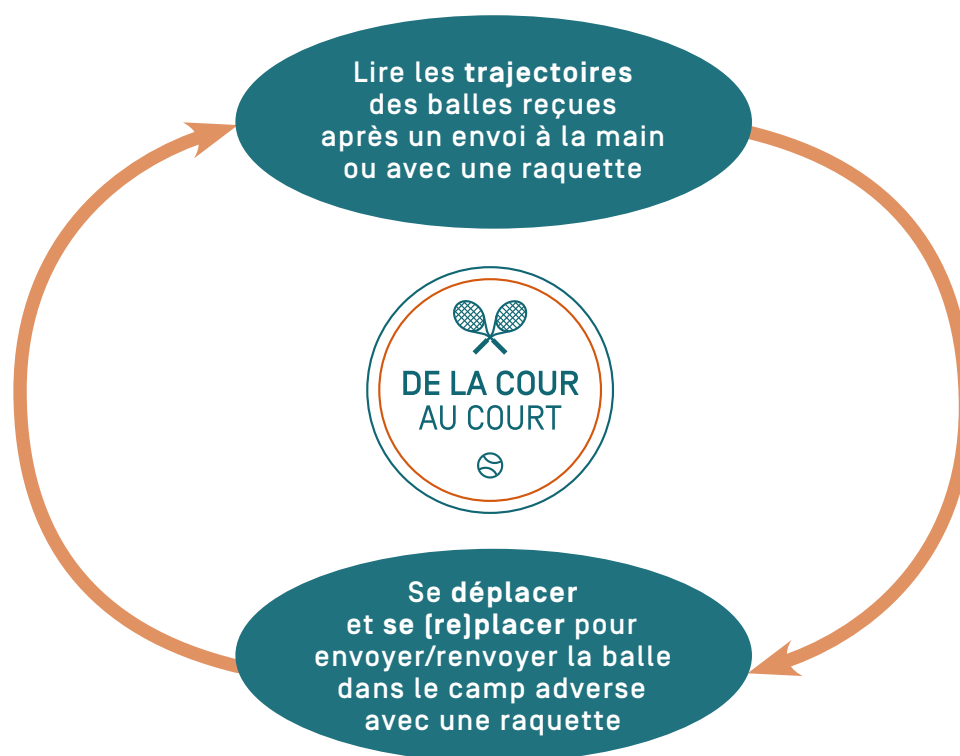 Lire les trajectoires
des balles reçues
après un envoi à la main
ou avec une raquette
DE LA COUR
AU COURT
Se déplacer
et se (re)placer pour
envoyer/renvoyer la balle
dans le camp adverse
avec une raquette